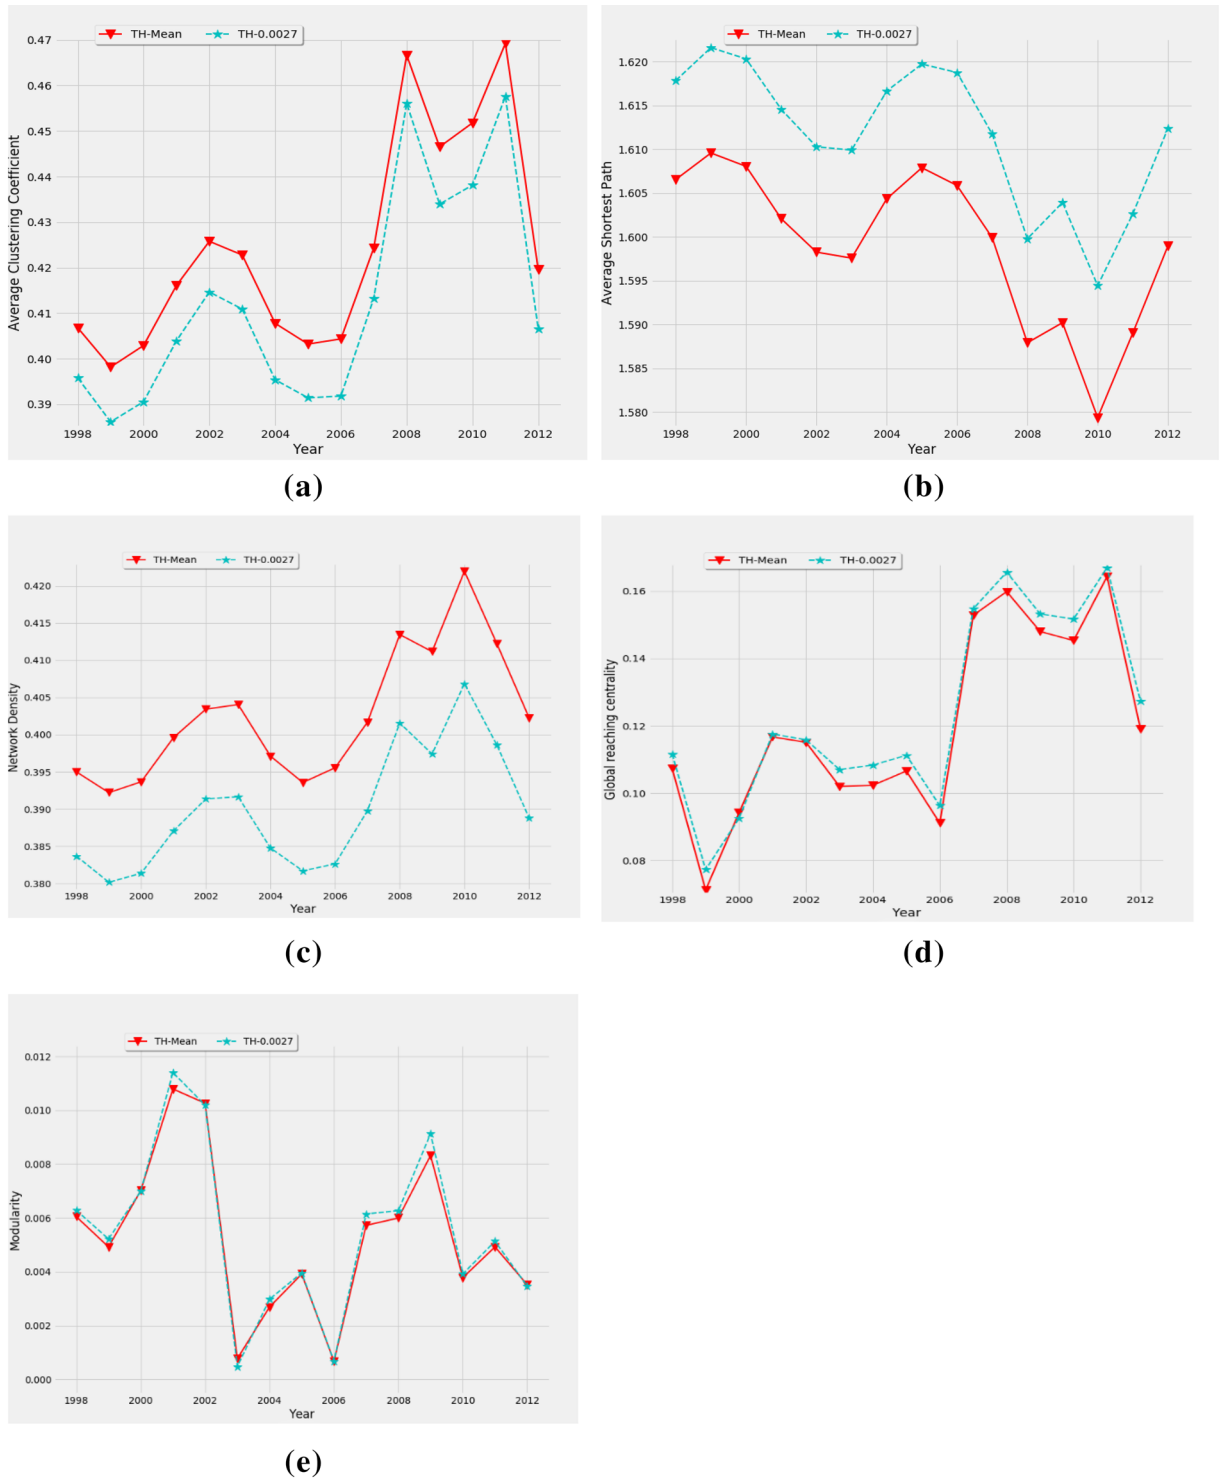 TH-Mean TH-0.0027
0.47
0.46
0.45
0.44
0.43
0.42
0.41
0.40
0.39
Average Clustering Coefficient
1998 2000 2002 2004 2006 2008 2010 2012
Year
(a)
TH-Mean TH-0.0027
1.620
1.615
1.610
1.605
1.600
1.595
1.590
1.585
1.580
Average Shortest Path
1998 2000 2002 2004 2006 2008 2010 2012
Year
(b)
TH-Mean TH-0.0027
0.420
0.415
0.410
0.405
0.400
0.395
0.390
0.385
0.380
Network Density
1998 2000 2002 2004 2006 2008 2010 2012
Year
(c)
TH-Mean TH-0.0027
0.16
0.14
0.12
0.10
0.08
Global reaching centrality
1998 2000 2002 2004 2006 2008 2010 2012
Year
(d)
TH-Mean TH-0.0027
0.012
0.010
0.008
0.006
0.004
0.002
0.000
Modularity
1998 2000 2002 2004 2006 2008 2010 2012
Year
(e)